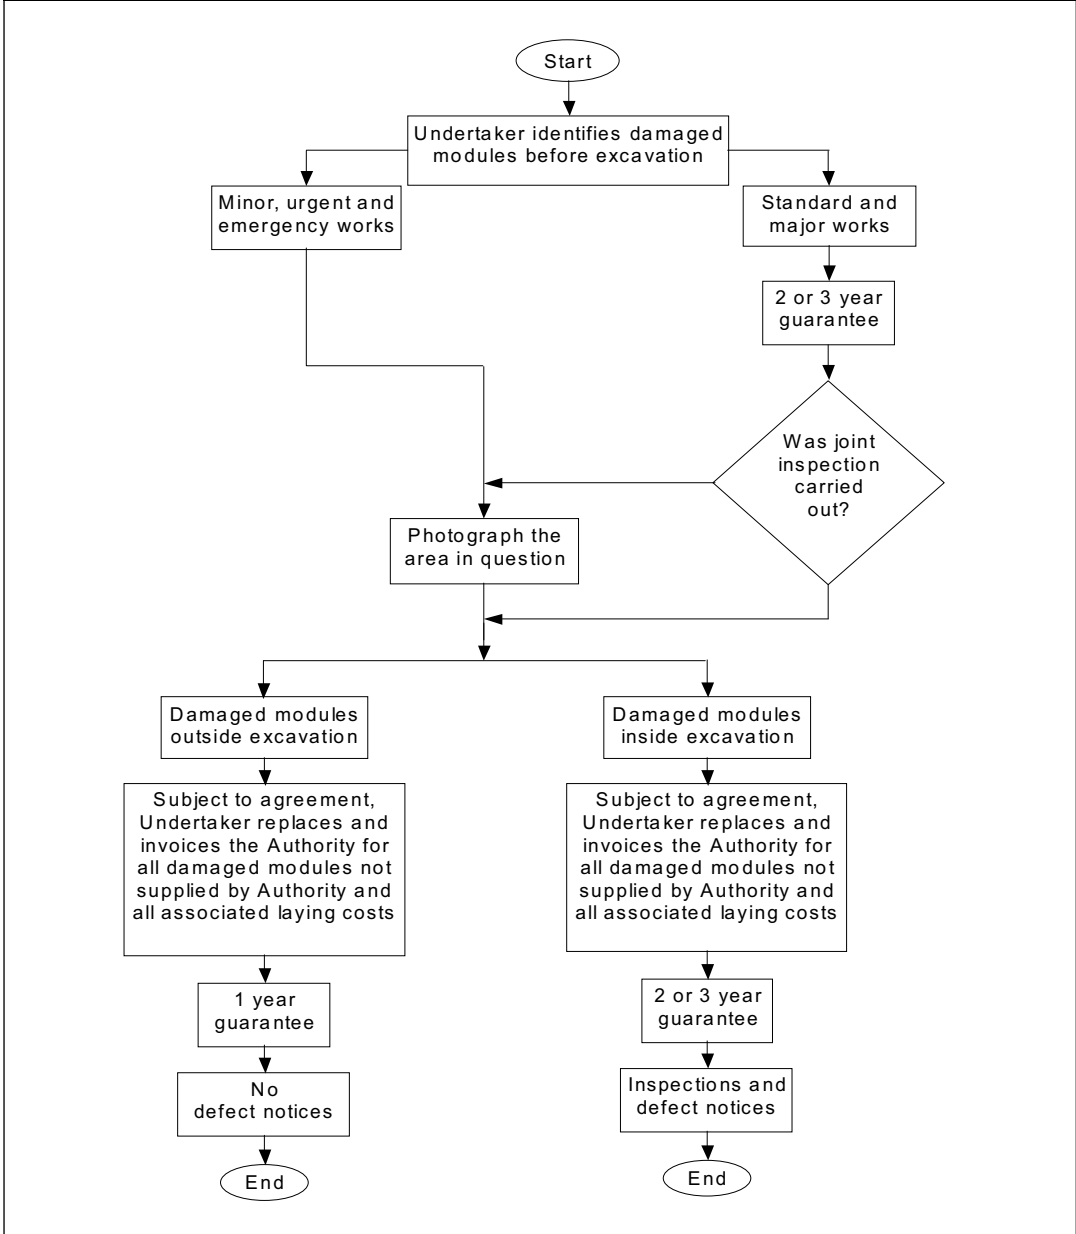 Start
Undertaker identifies damaged
modules before excavation
Minor, urgent and
emergency works
Standard and
major works
2 or 3 year
guarantee
Was joint
inspection
carried
out?
Photograph the
area in question
Damaged modules
outside excavation
Damaged modules
inside excavation
Subject to agreement,
Undertaker replaces and
invoices the Authority for
all damaged modules not
supplied by Authority and
all associated laying costs
Subject to agreement,
Undertaker replaces and
invoices the Authority for
all damaged modules not
supplied by Authority and
all associated laying costs
1 year
guarantee
2 or 3 year
guarantee
No
defect notices
Inspections and
defect notices
End
End